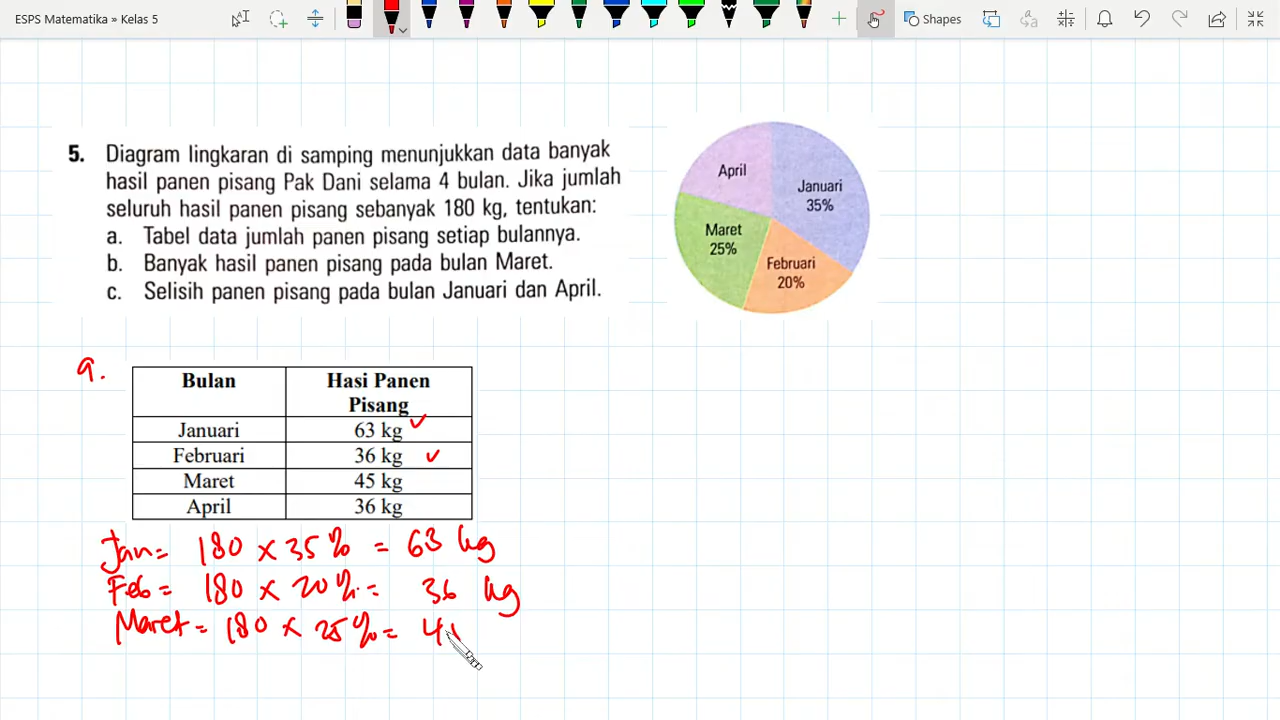 ESPS Matematika » Kelas 5
Shapes
5. Diagram lingkaran di samping menunjukkan data banyak
hasil panen pisang Pak Dani selama 4 bulan. Jika jumlah
seluruh hasil panen pisang sebanyak 180 kg, tentukan:
a. Tabel data jumlah panen pisang setiap bulannya.
b. Banyak hasil panen pisang pada bulan Maret.
c. Selisih panen pisang pada bulan Januari dan April.
April
Januari
35%
Maret
25%
Februari
20%
a.
Bulan Hasi Panen
Pisang
Januari 63 kg
Februari 36 kg
Maret 45 kg
April 36 kg
Jan = 180 × 35% = 63 kg
Feb = 180 × 20% = 36 kg
Maret = 180 × 25% = 4